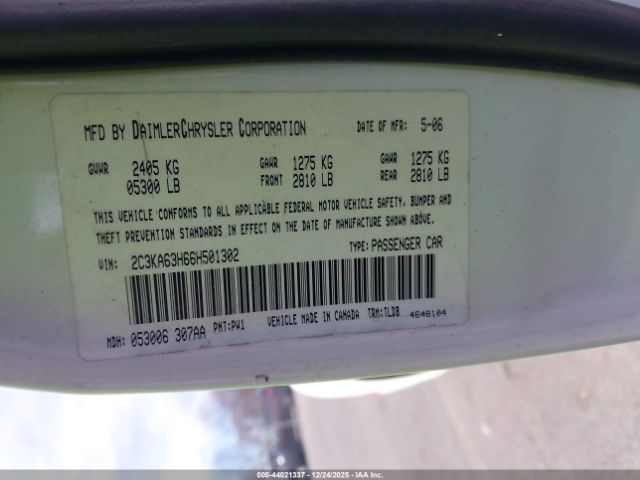 MFD BY DAIMLERCHRYSLER CORPORATION DATE OF MFR: 5-06
GVWR 2405 KG GAWR 1275 KG GAWR 1275 KG
05300 LB FRONT 2810 LB REAR 2810 LB
THIS VEHICLE CONFORMS TO ALL APPLICABLE FEDERAL MOTOR VEHICLE SAFETY, BUMPER AND
THEFT PREVENTION STANDARDS IN EFFECT ON THE DATE OF MANUFACTURE SHOWN ABOVE.
VIN: 2C3KA63H66H501302 TYPE: PASSENGER CAR
MDH: 053006 307AA PNT:PW1 VEHICLE MADE IN CANADA TRM:TLDB 4648104
000-44021337 - 12/24/2025 - IAAI.COM